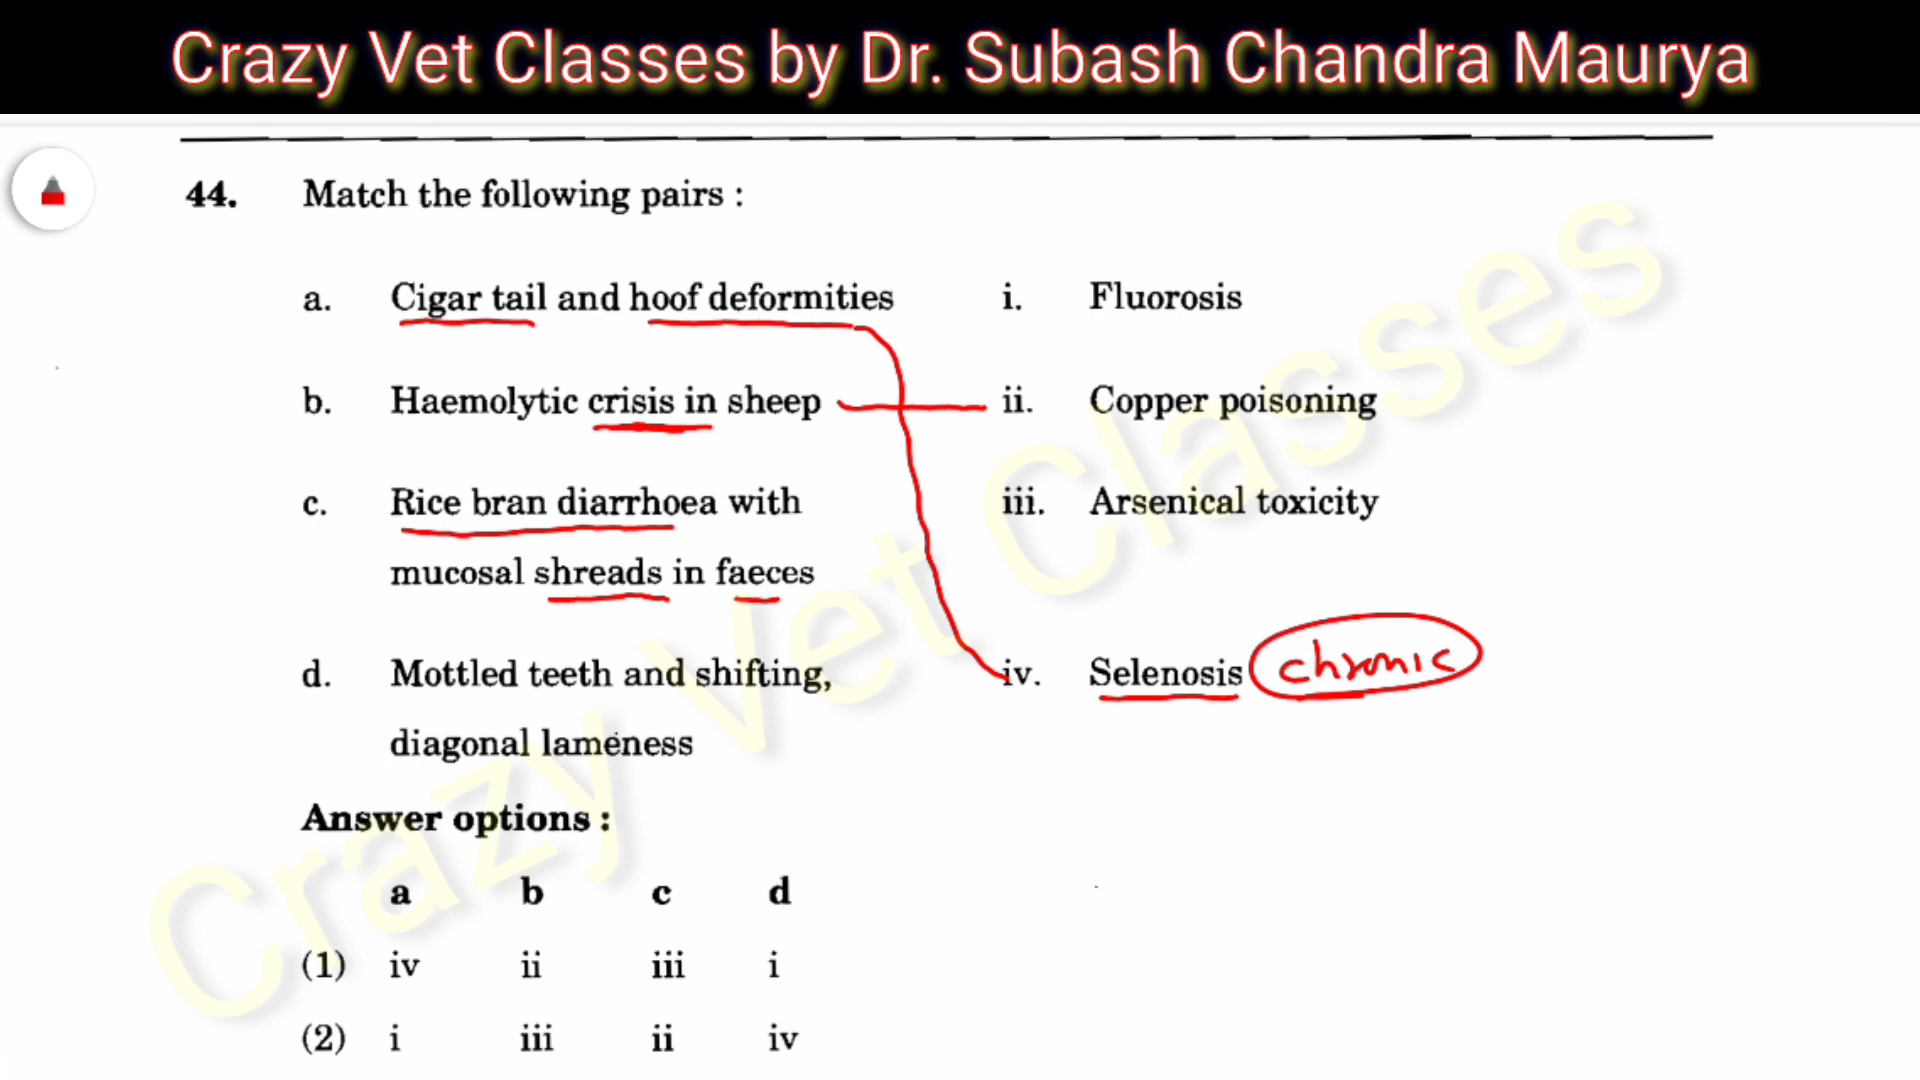 Crazy Vet Classes by Dr. Subash Chandra Maurya
44. Match the following pairs :
a. Cigar tail and hoof deformities i. Fluorosis
b. Haemolytic crisis in sheep ii. Copper poisoning
c. Rice bran diarrhoea with iii. Arsenical toxicity
mucosal shreads in faeces
d. Mottled teeth and shifting, iv. Selenosis chronic
diagonal lameness
Answer options :
a b c d
(1) iv ii iii i
(2) i iii ii iv
Crazy Vet Classes